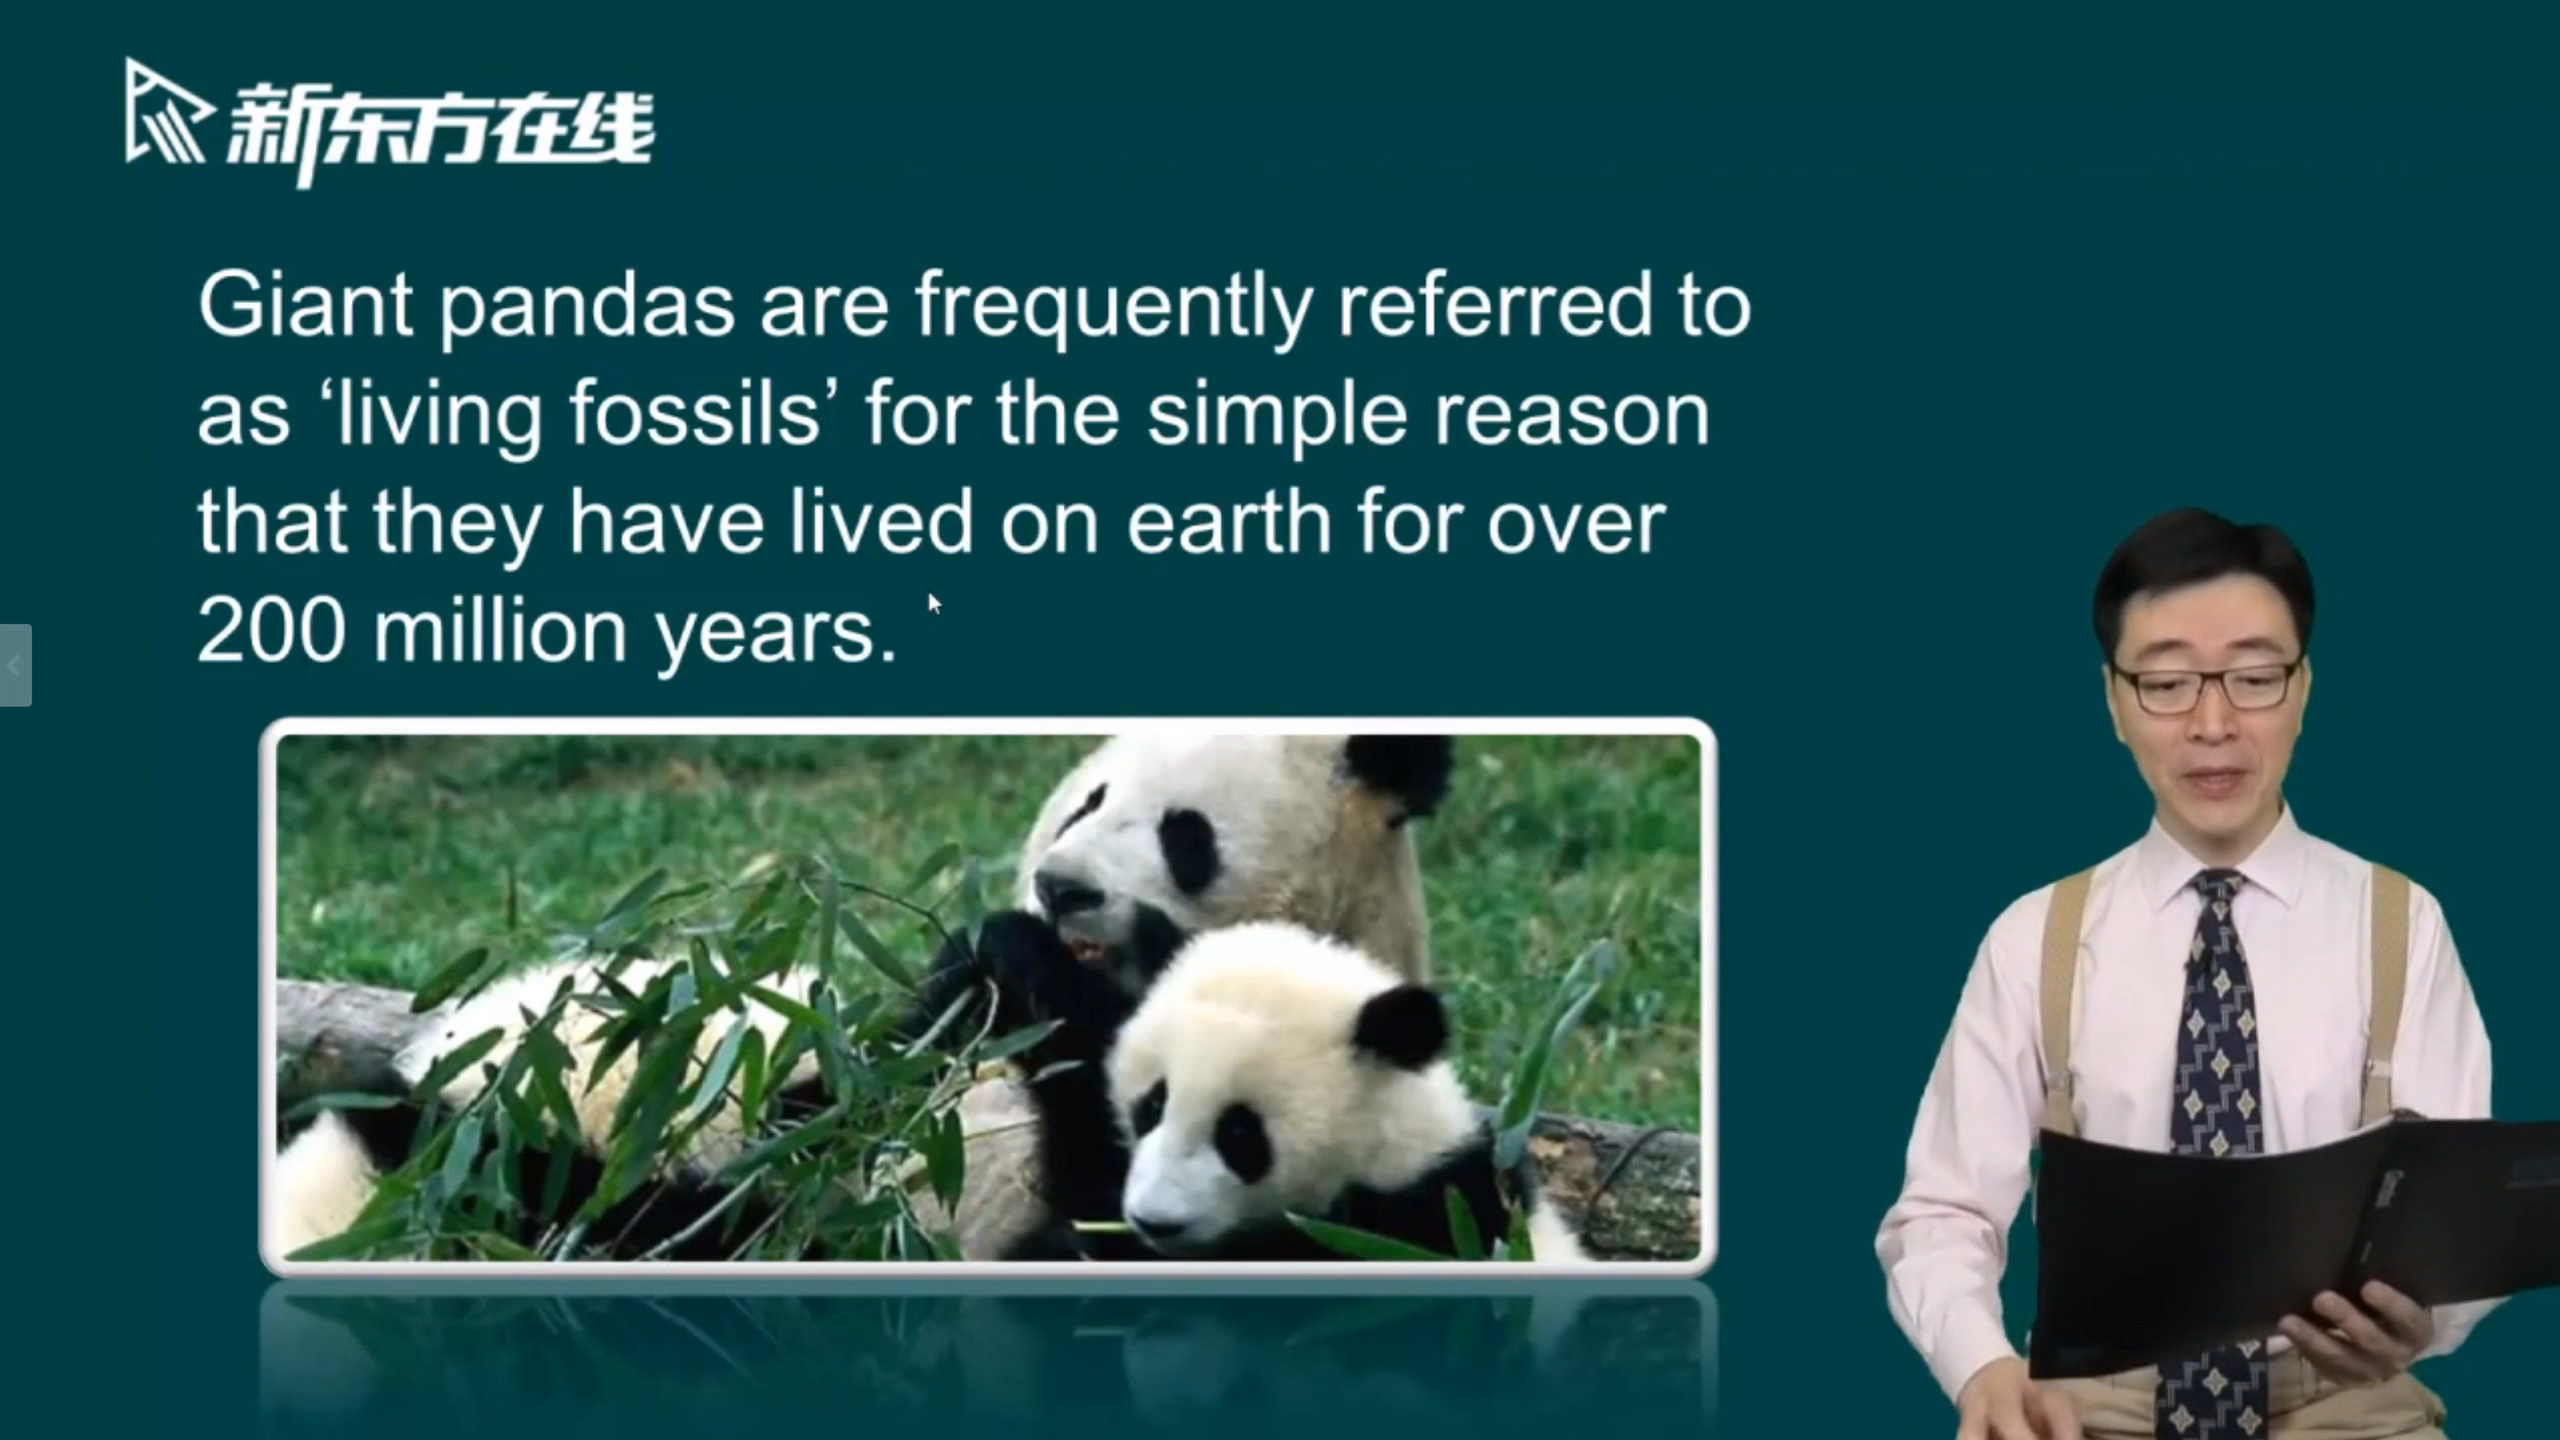 新东方在线
Giant pandas are frequently referred to
as ‘living fossils’ for the simple reason
that they have lived on earth for over
200 million years.